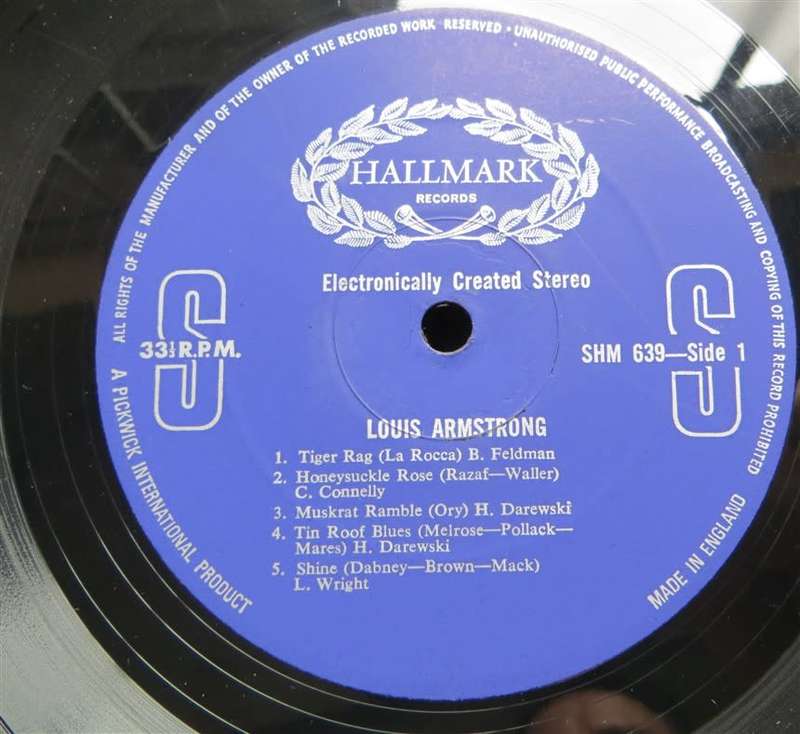 ALL RIGHTS OF THE MANUFACTURER AND OF THE OWNER OF THE RECORDED WORK RESERVED · UNAUTHORISED PUBLIC PERFORMANCE BROADCASTING AND COPYING OF THIS RECORD PROHIBITED
HALLMARK
RECORDS
Electronically Created Stereo
S
33⅓ R.P.M.
S
SHM 639—Side 1
LOUIS ARMSTRONG
1. Tiger Rag (La Rocca) B. Feldman
2. Honeysuckle Rose (Razaf—Waller)
C. Connelly
3. Muskrat Ramble (Ory) H. Darewski
4. Tin Roof Blues (Melrose—Pollack—
Mares) H. Darewski
5. Shine (Dabney—Brown—Mack)
L. Wright
A PICKWICK INTERNATIONAL PRODUCT
MADE IN ENGLAND